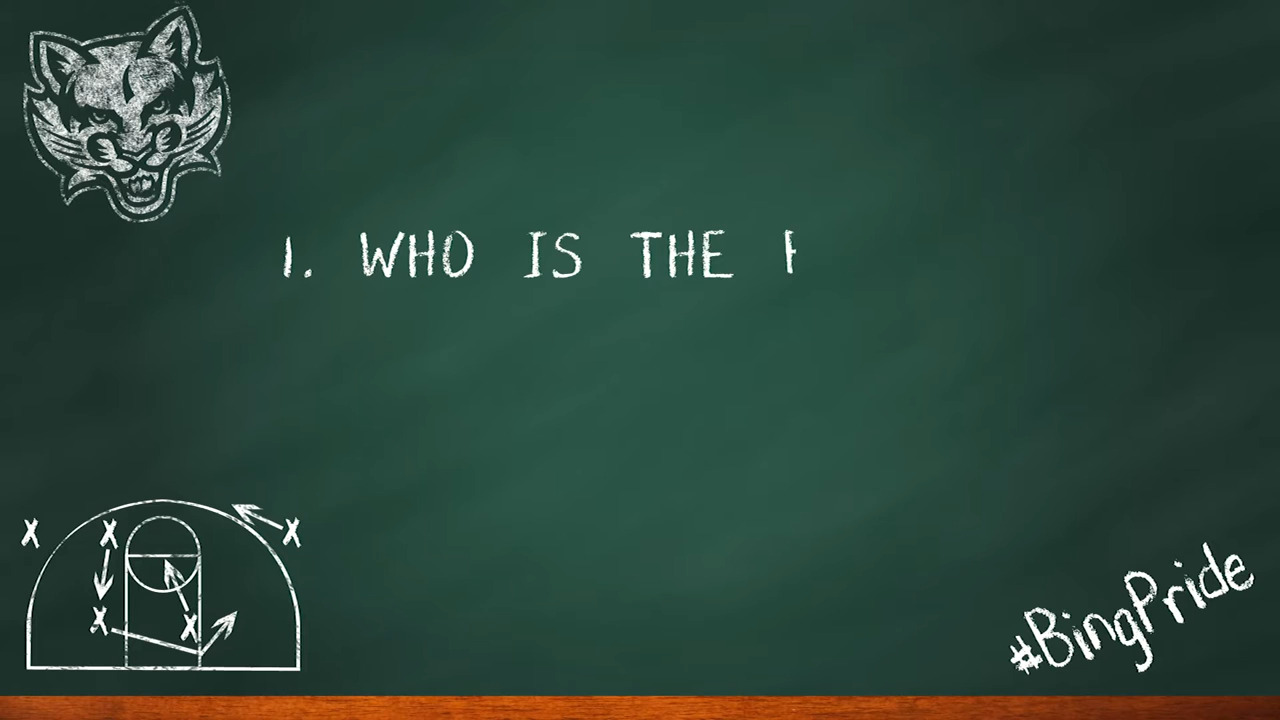 1. WHO IS THE
#BingPride
X X X
X X